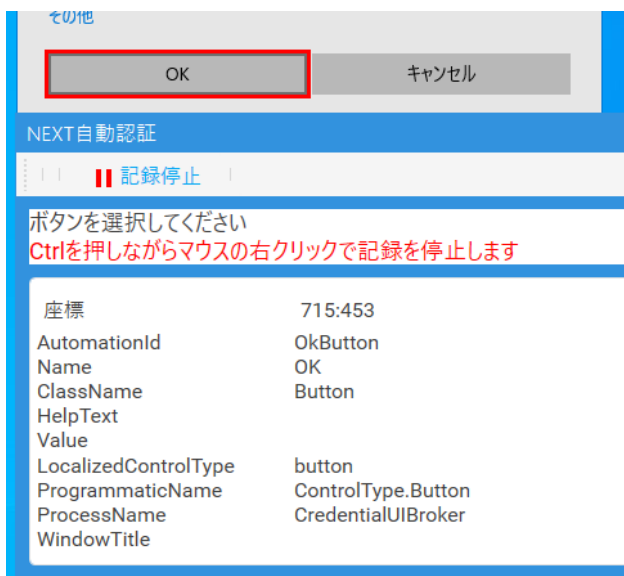 その他
OK キャンセル
NEXT自動認証
記録停止
ボタンを選択してください
Ctrlを押しながらマウスの右クリックで記録を停止します
座標 715:453
AutomationId OkButton
Name OK
ClassName Button
HelpText
Value
LocalizedControlType button
ProgrammaticName ControlType.Button
ProcessName CredentialUIBroker
WindowTitle